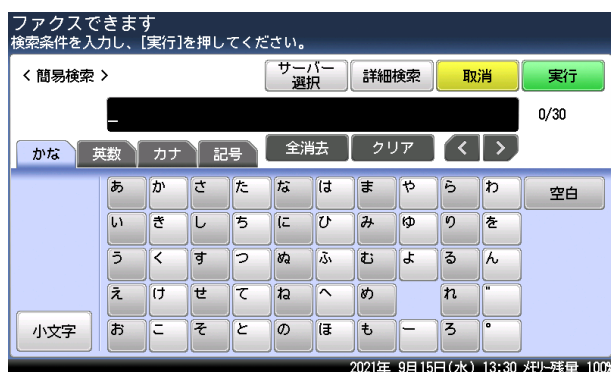 ファクスできます
検索条件を入力し、[実行]を押してください。
< 簡易検索 > サーバー選択 詳細検索 取消 実行
_ 0/30
かな 英数 カナ 記号 全消去 クリア < >
あ か さ た な は ま や ら わ 空白
い き し ち に ひ み ゆ り を
う く す つ ぬ ふ む よ る ん
え け せ て ね へ め れ ゛
小文字 お こ そ と の ほ も ー ろ ゜
2021年 9月15日(水) 13:30 メモリー残量 100%